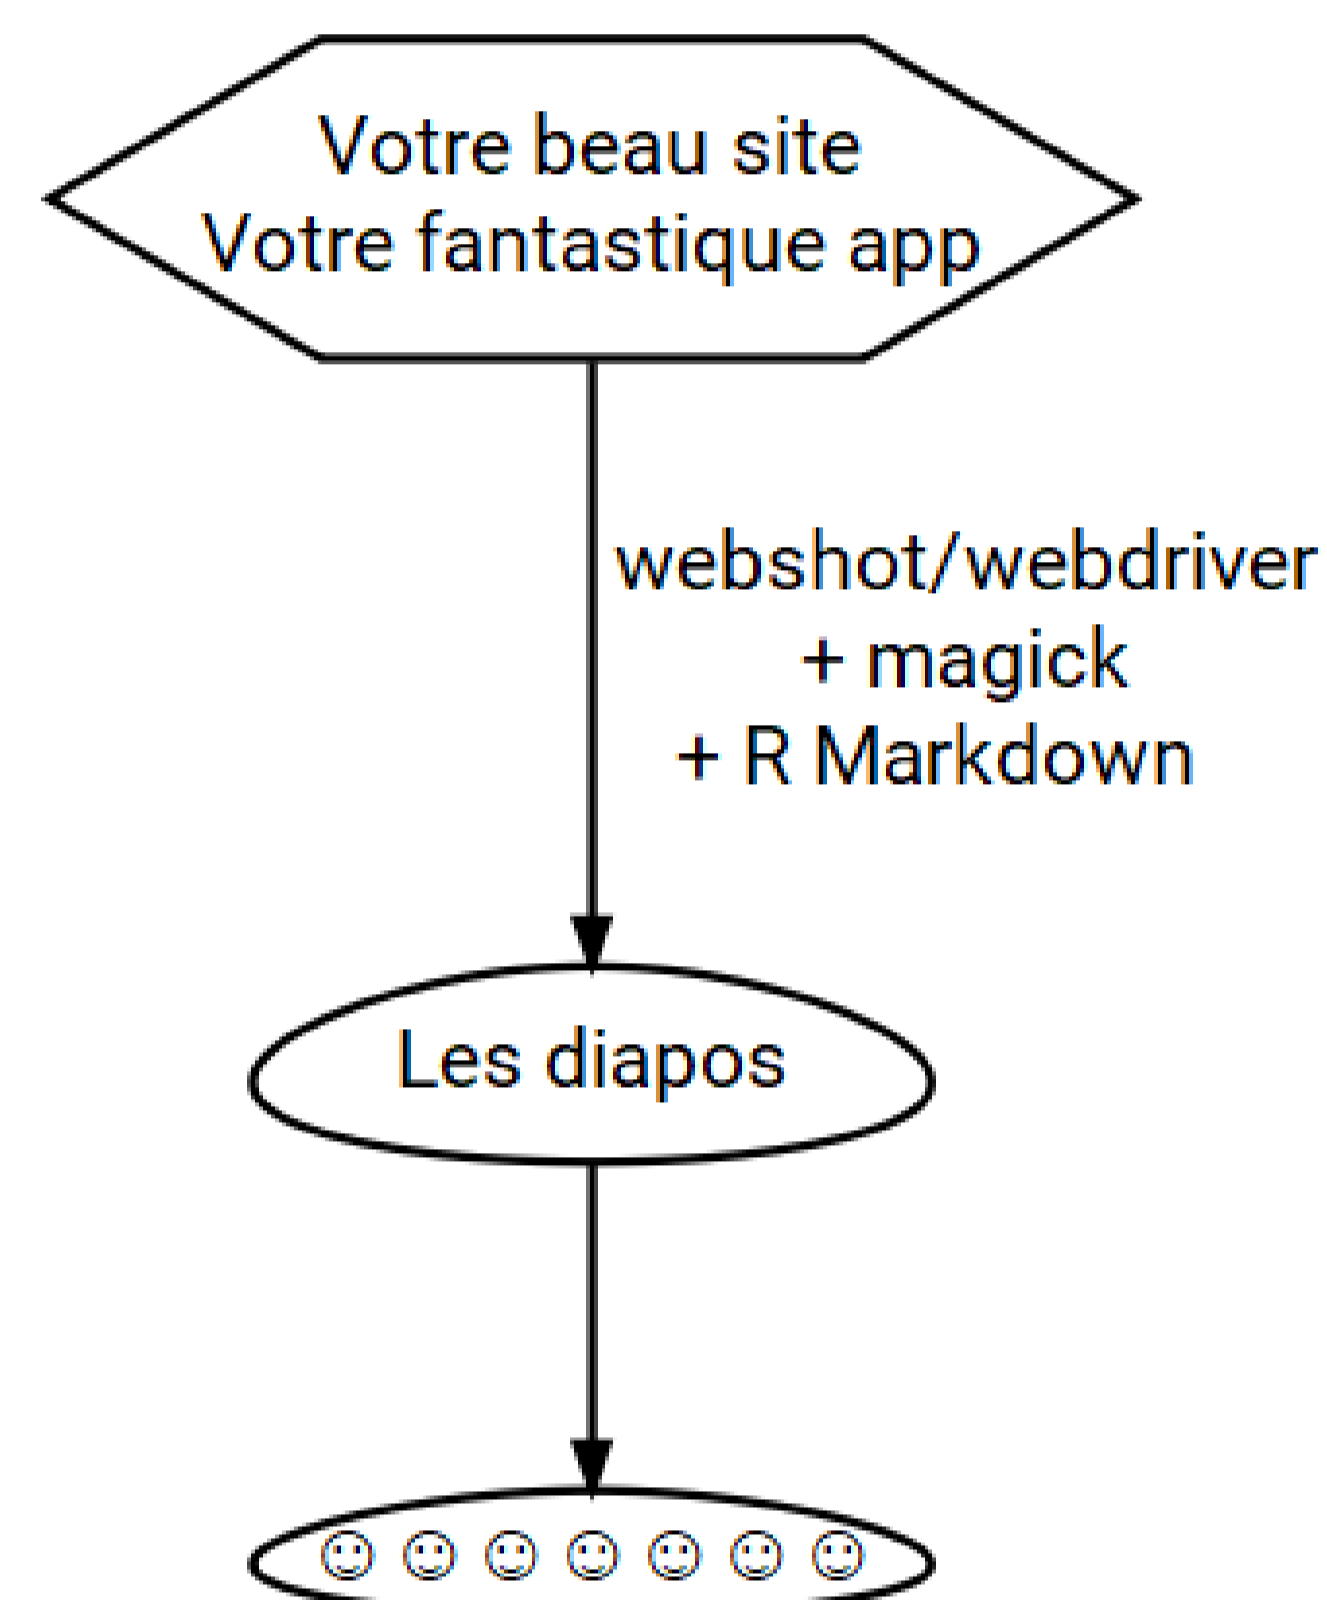 Votre beau site
Votre fantastique app
webshot/webdriver
+ magick
+ R Markdown
Les diapos
☺ ☺ ☺ ☺ ☺ ☺ ☺